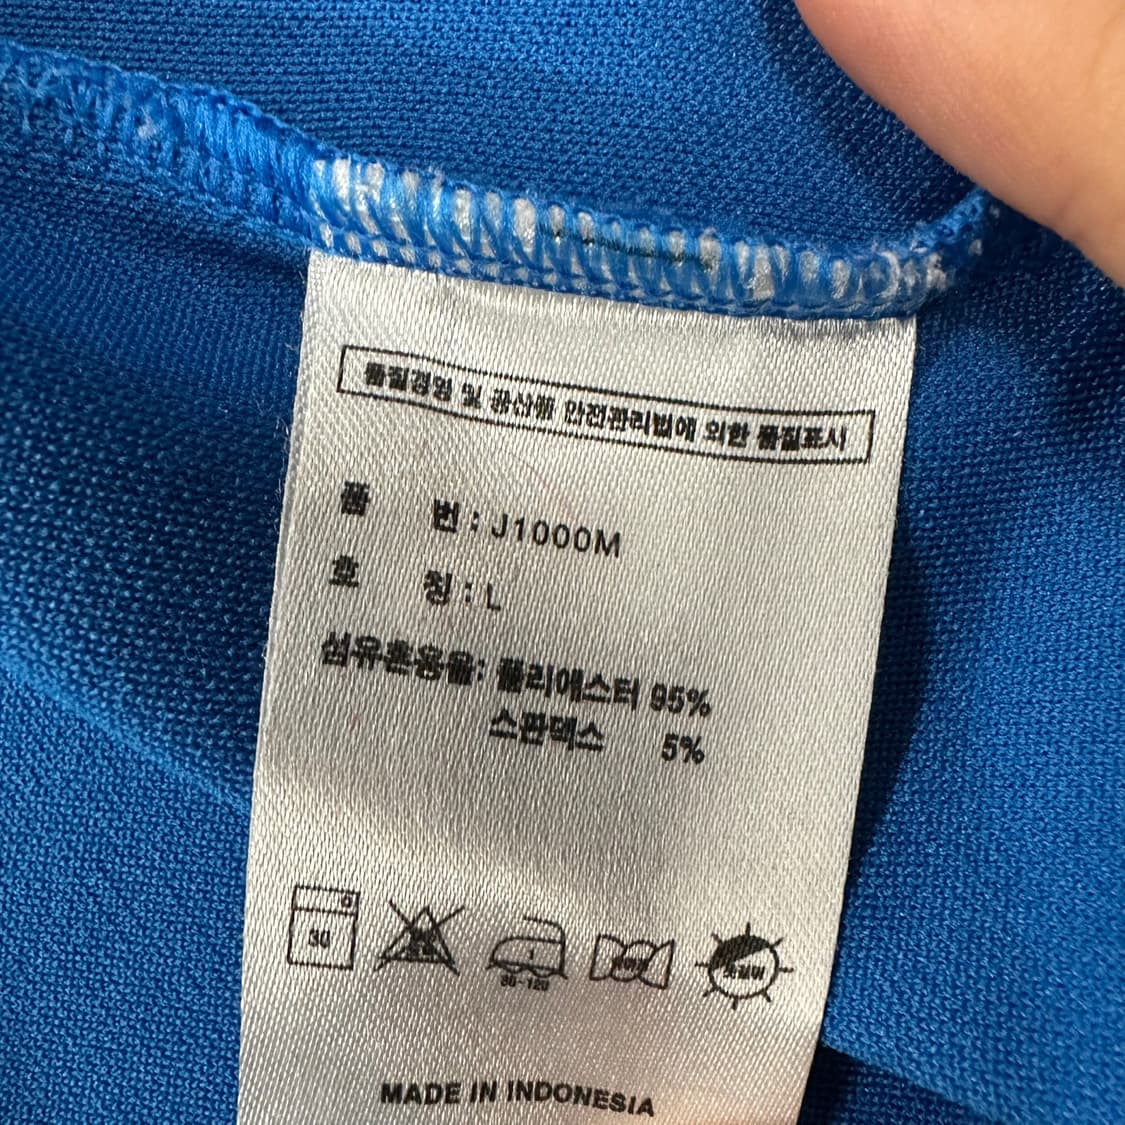 품질경영 및 공산품 안전관리법에 의한 품질표시
품 번 : J1000M
호 칭 : L
섬유혼용율: 폴리에스터 95%
스판덱스 5%
30
80~120
MADE IN INDONESIA